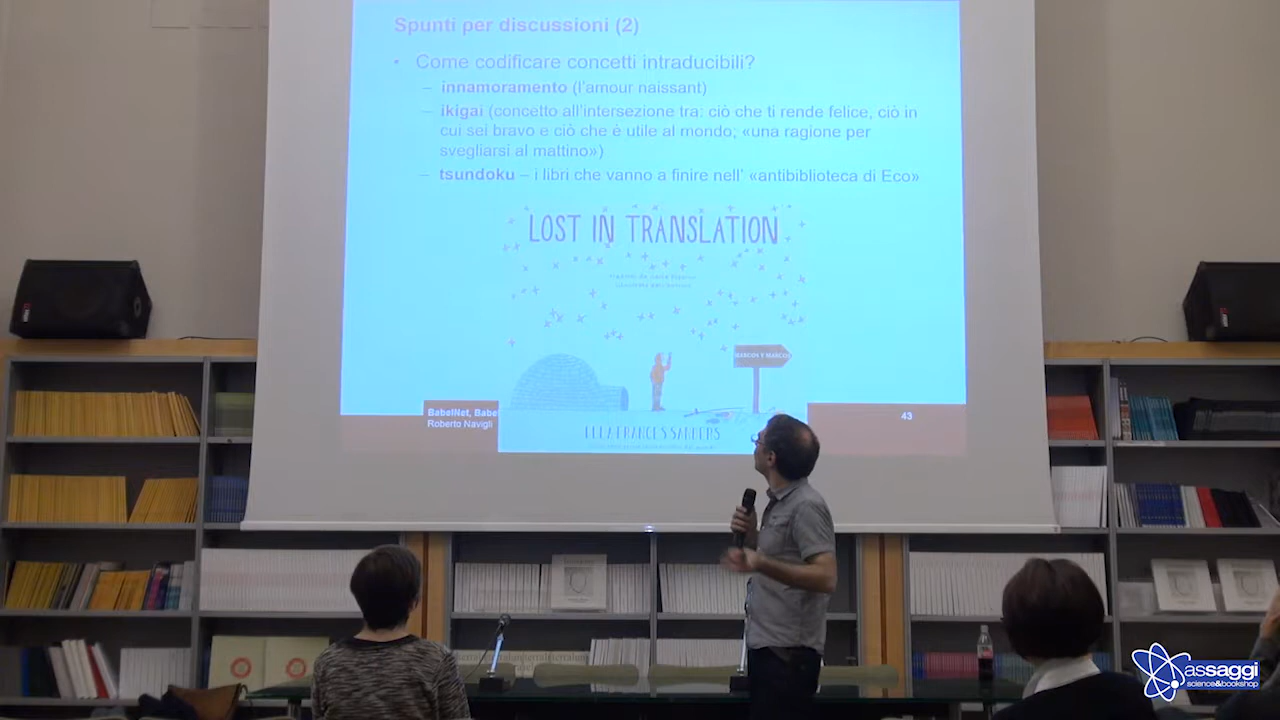 Spunti per discussioni (2)
• Come codificare concetti intraducibili?
– innamoramento (l'amour naissant)
– ikigai (concetto all'intersezione tra: ciò che ti rende felice, ciò in
cui sei bravo e ciò che è utile al mondo; «una ragione per
svegliarsi al mattino»)
– tsundoku – i libri che vanno a finire nell' «antibiblioteca di Eco»
LOST IN TRANSLATION
MARCOS Y MARCOS
ELLA FRANCES SANDERS
BabelNet, Babe
Roberto Navigli
43
assaggi
science&bookshop